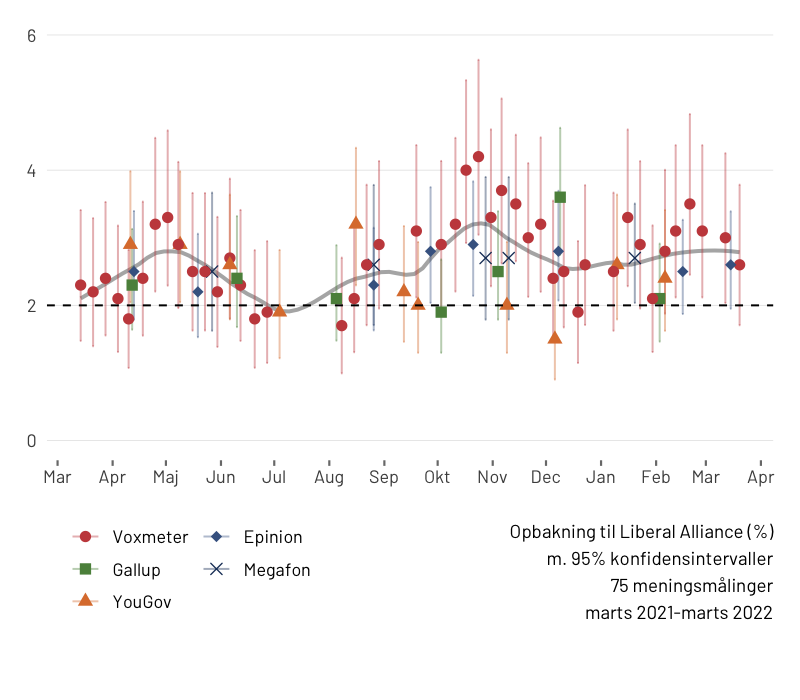 6
4
2
0
Mar Apr Maj Jun Jul Aug Sep Okt Nov Dec Jan Feb Mar Apr
Voxmeter Epinion
Gallup Megafon
YouGov
Opbakning til Liberal Alliance (%)
m. 95% konfidensintervaller
75 meningsmålinger
marts 2021-marts 2022